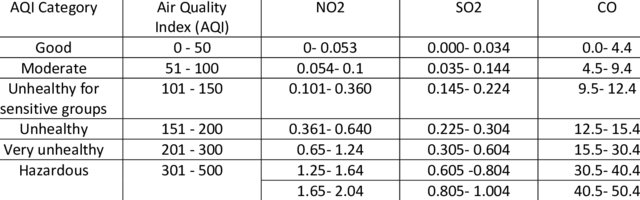 AQI Category Air Quality Index (AQI) NO2 SO2 CO
Good 0 - 50 0- 0.053 0.000- 0.034 0.0- 4.4
Moderate 51 - 100 0.054- 0.1 0.035- 0.144 4.5- 9.4
Unhealthy for sensitive groups 101 - 150 0.101- 0.360 0.145- 0.224 9.5- 12.4
Unhealthy 151 - 200 0.361- 0.640 0.225- 0.304 12.5- 15.4
Very unhealthy 201 - 300 0.65- 1.24 0.305- 0.604 15.5- 30.4
Hazardous 301 - 500 1.25- 1.64 0.605 -0.804 30.5- 40.4
1.65- 2.04 0.805- 1.004 40.5- 50.4